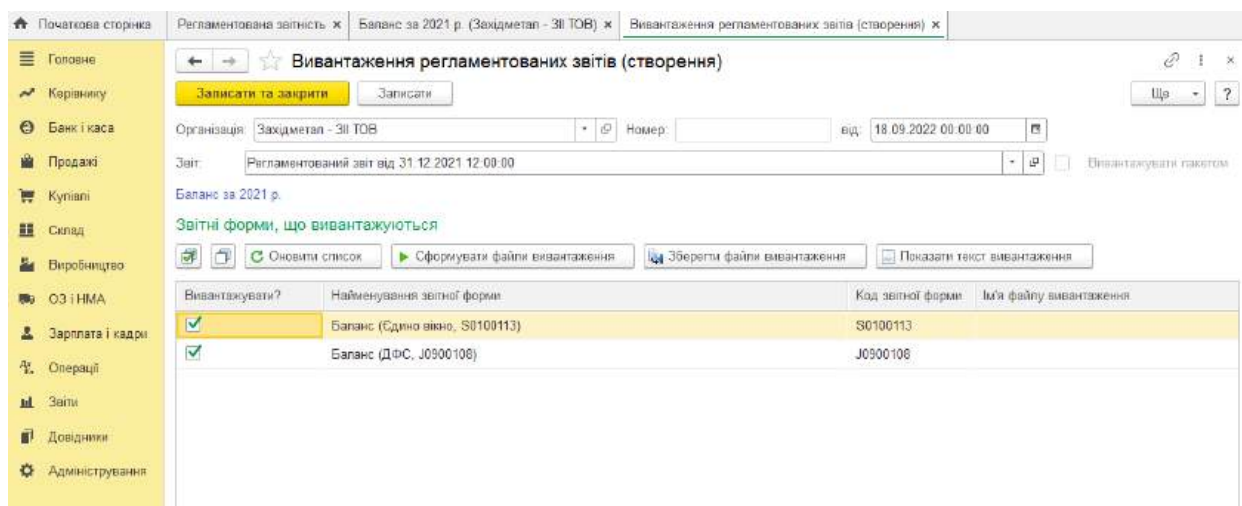 Початкова сторінка
Регламентована звітність ×
Баланс за 2021 р. (Західметал - ЗІІ ТОВ) ×
Вивантаження регламентованих звітів (створення) ×
Головне
Керівнику
Банк і каса
Продажі
Купівлі
Склад
Виробництво
ОЗ і НМА
Зарплата і кадри
Операції
Звіти
Довідники
Адміністрування
Вивантаження регламентованих звітів (створення)
Записати та закрити Записати Ще ?
Організація: Західметал - ЗІІ ТОВ Номер: від: 18.09.2022 00:00:00
Звіт: Регламентований звіт від 31.12.2021 12:00:00 Вивантажувати пакетом
Баланс за 2021 р.
Звітні форми, що вивантажуються
Оновити список Сформувати файли вивантаження Зберегти файли вивантаження Показати текст вивантаження
Вивантажувати? Найменування звітної форми Код звітної форми Ім'я файлу вивантаження
Баланс (Єдино вікно, S0100113) S0100113
Баланс (ДФС, J0900108) J0900108